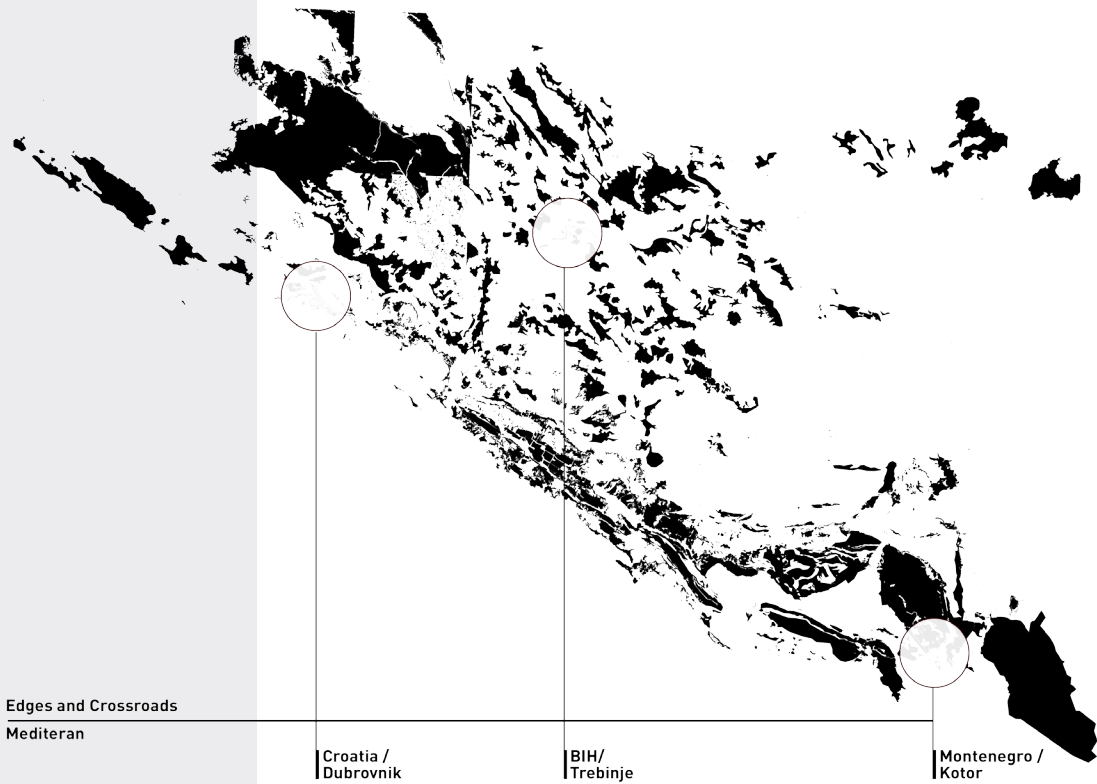 Edges and Crossroads
Mediteran
Croatia /
Dubrovnik
BIH/
Trebinje
Montenegro /
Kotor